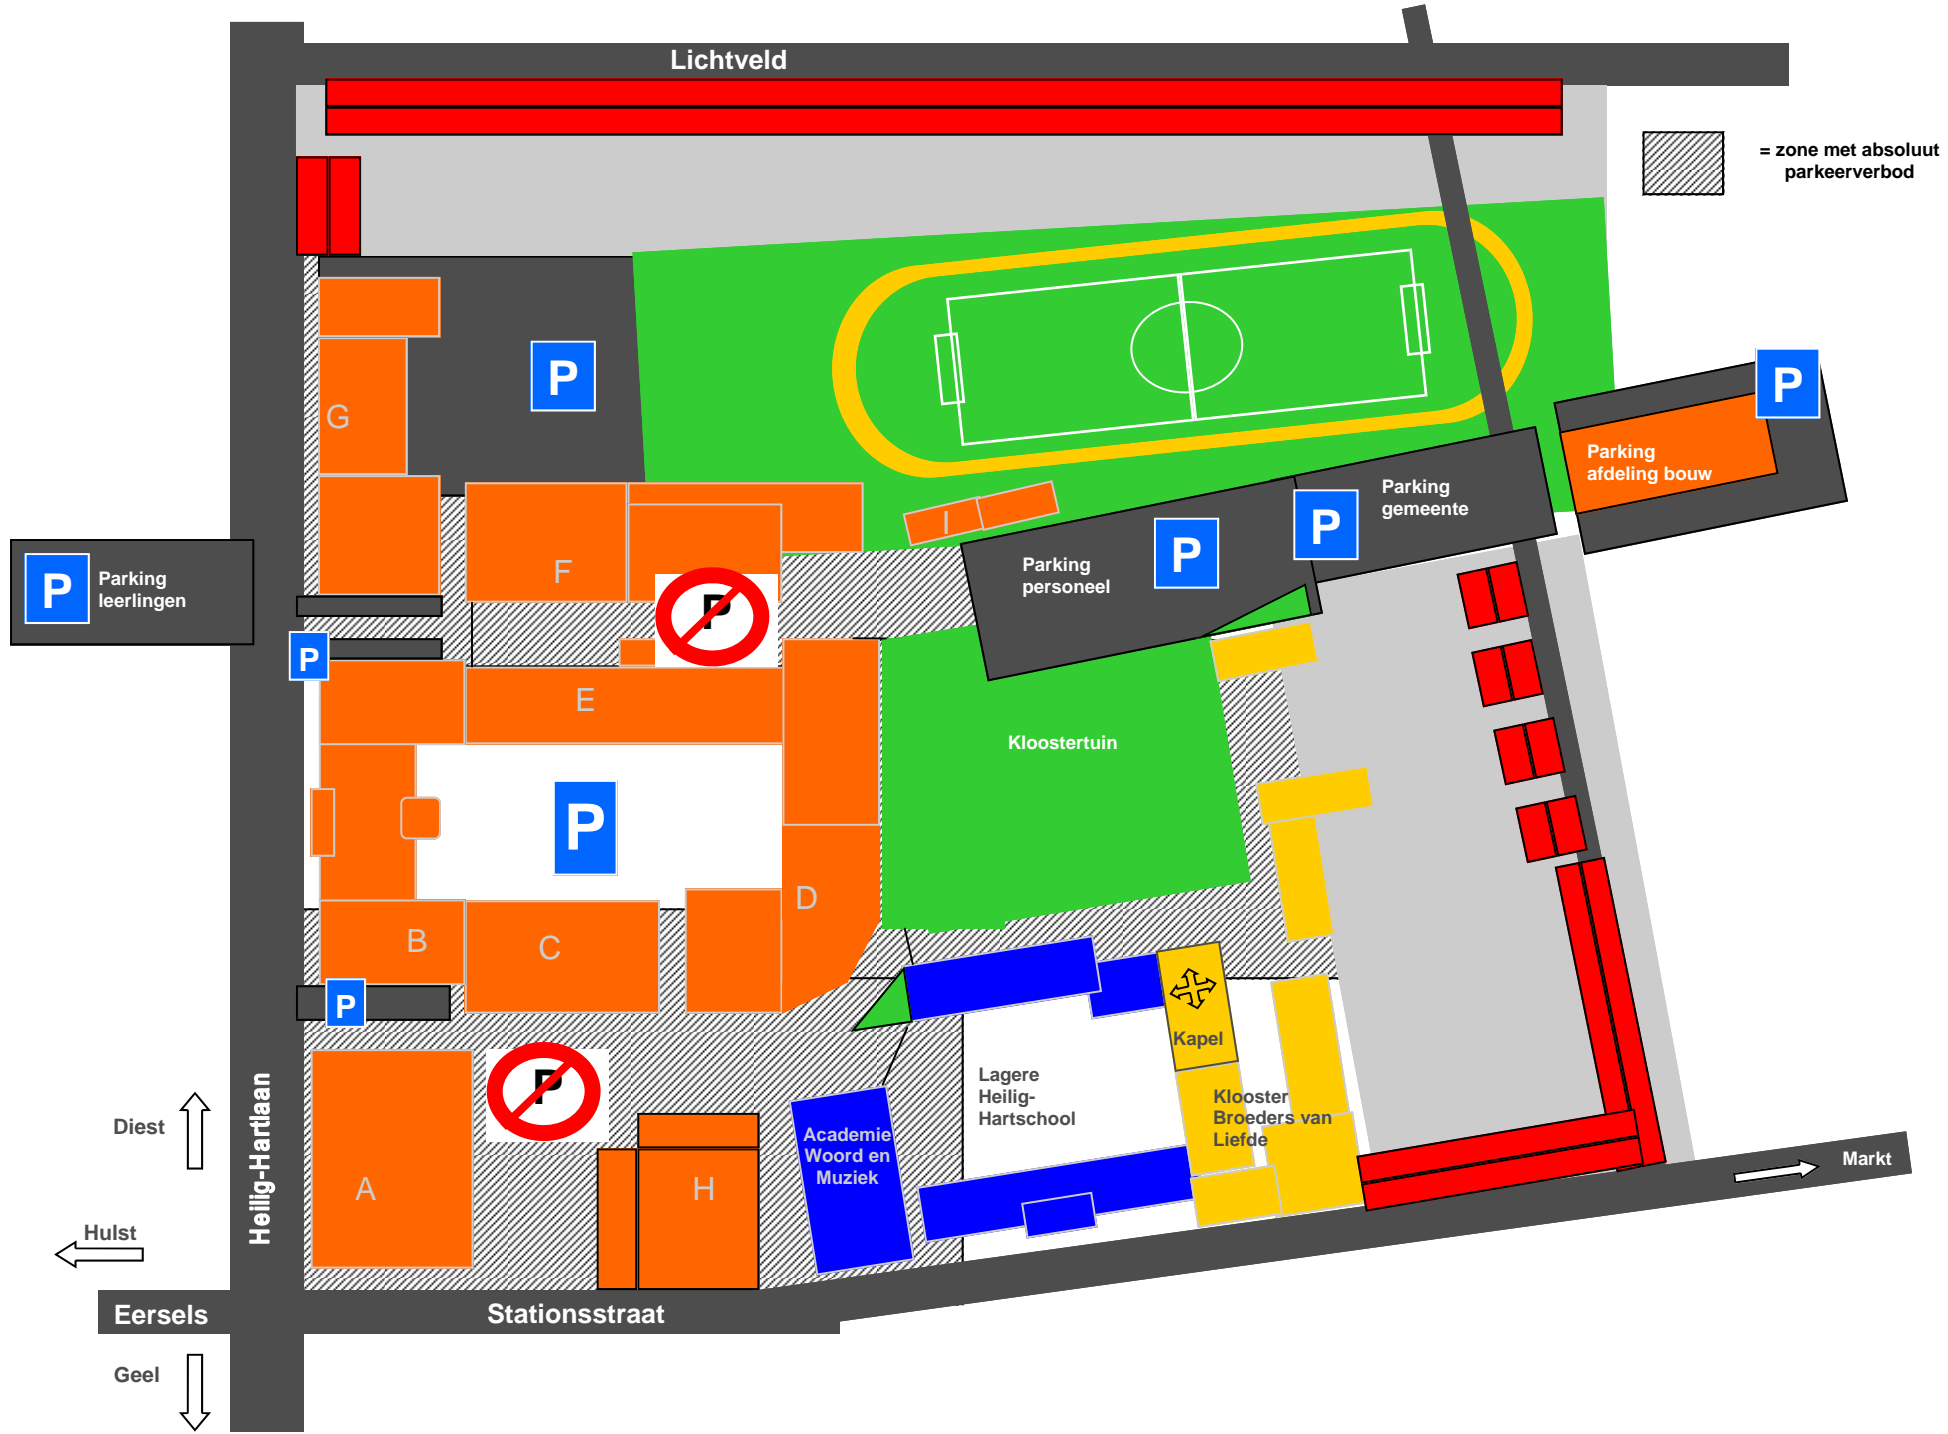 Lichtveld
= zone met absoluut
parkeerverbod
P
P
G
Parking
afdeling bouw
Parking
gemeente
P
I
P
F
Parking
personeel
P
Parking
leerlingen
P
P
E
Kloostertuin
P
D
B
C
P
Kapel
Lagere
Heilig-
Hartschool
P
Klooster
Broeders van
Liefde
Academie
Woord en
Muziek
A
H
Heilig-Hartlaan
Diest
Markt
Hulst
Eersels
Stationsstraat
Geel